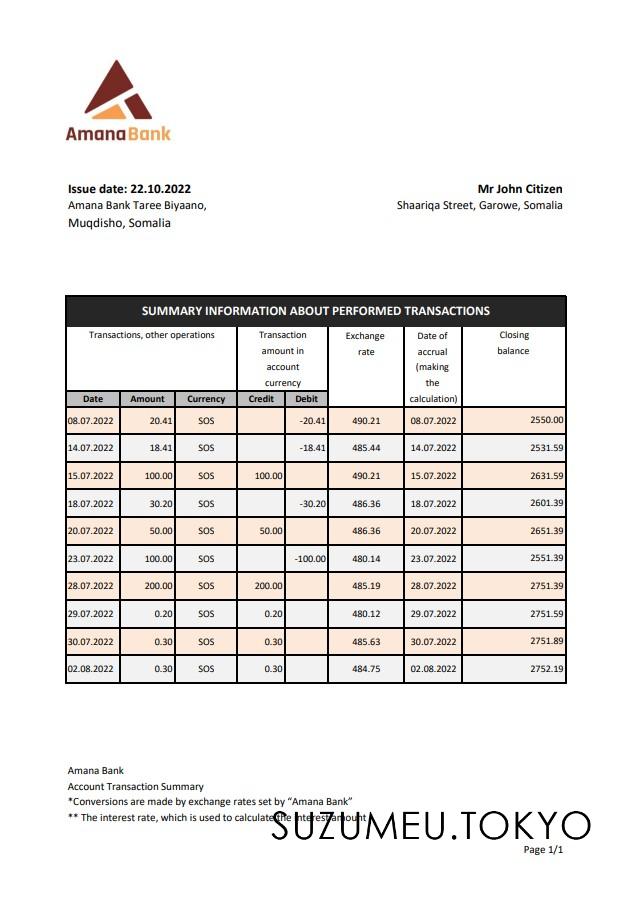 AmanaBank
Issue date: 22.10.2022
Mr John Citizen
Amana Bank Taree Biyaano,
Shaariqa Street, Garowe, Somalia
Muqdisho, Somalia
SUMMARY INFORMATION ABOUT PERFORMED TRANSACTIONS
Transactions, other operations
Transaction
amount in
account
currency
Exchange
rate
Date of
accrual
(making
the
calculation)
Closing
balance
Date Amount Currency Credit Debit
08.07.2022 20.41 SOS -20.41 490.21 08.07.2022 2550.00
14.07.2022 18.41 SOS -18.41 485.44 14.07.2022 2531.59
15.07.2022 100.00 SOS 100.00 490.21 15.07.2022 2631.59
18.07.2022 30.20 SOS -30.20 486.36 18.07.2022 2601.39
20.07.2022 50.00 SOS 50.00 486.36 20.07.2022 2651.39
23.07.2022 100.00 SOS -100.00 480.14 23.07.2022 2551.39
28.07.2022 200.00 SOS 200.00 485.19 28.07.2022 2751.39
29.07.2022 0.20 SOS 0.20 480.12 29.07.2022 2751.59
30.07.2022 0.30 SOS 0.30 485.63 30.07.2022 2751.89
02.08.2022 0.30 SOS 0.30 484.75 02.08.2022 2752.19
Amana Bank
Account Transaction Summary
*Conversions are made by exchange rates set by “Amana Bank”
** The interest rate, which is used to calculate the interest amount
SUZUMEU.TOKYO
Page 1/1